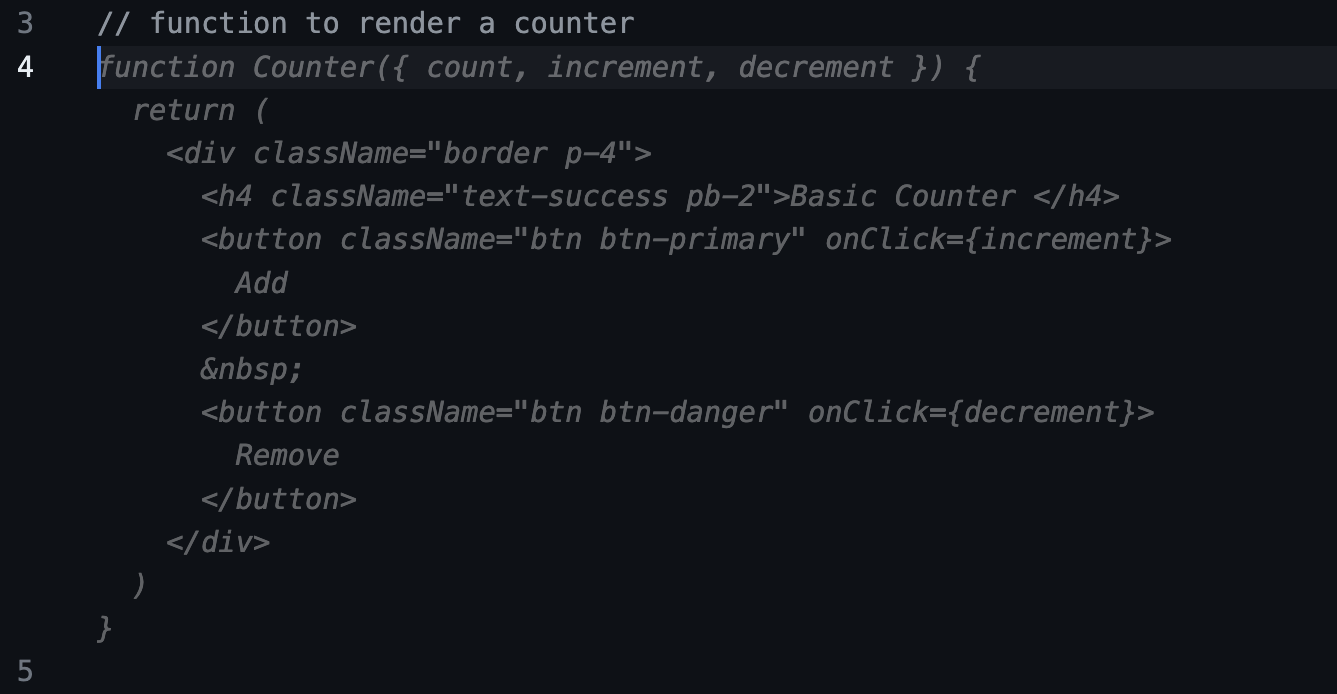 3 // function to render a counter
4 function Counter({ count, increment, decrement }) {
return (
<div className="border p-4">
<h4 className="text-success pb-2">Basic Counter </h4>
<button className="btn btn-primary" onClick={increment}>
Add
</button>
&nbsp;
<button className="btn btn-danger" onClick={decrement}>
Remove
</button>
</div>
)
}
5